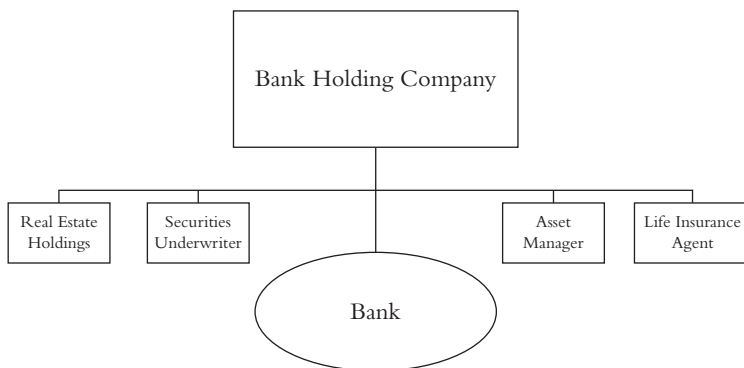 Bank Holding Company
Real Estate
Holdings
Securities
Underwriter
Asset
Manager
Life Insurance
Agent
Bank